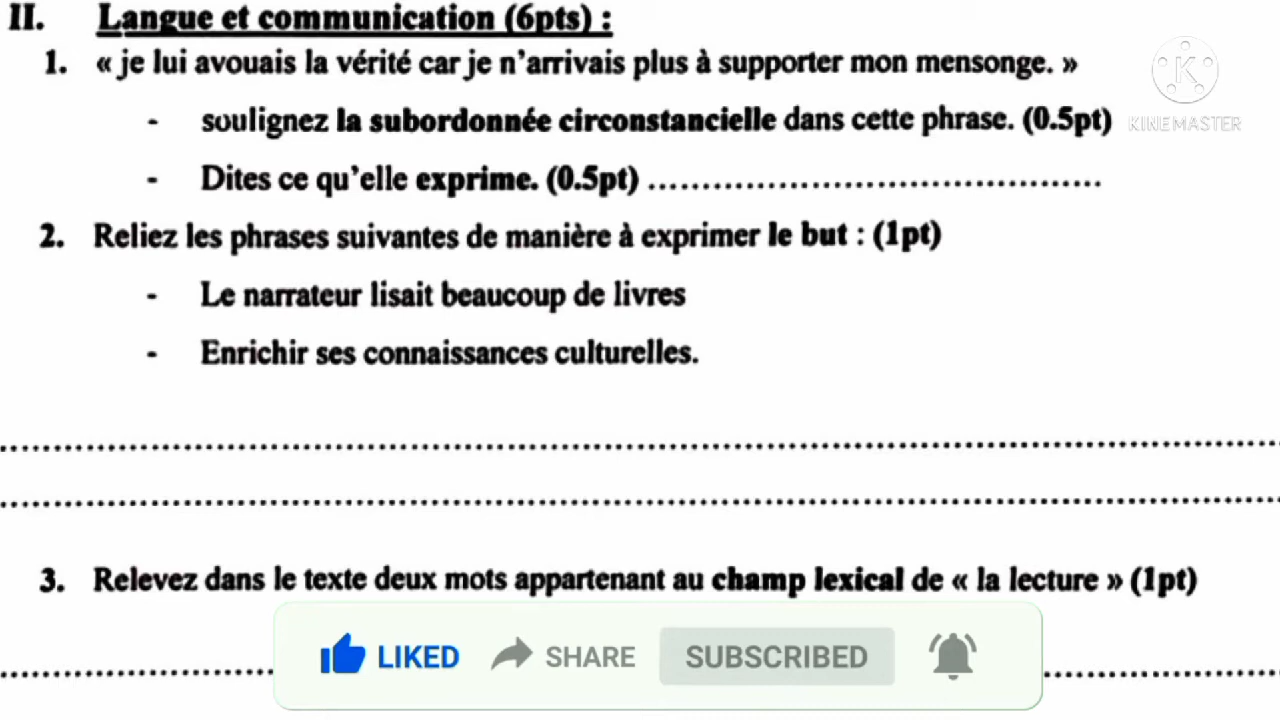 II. Langue et communication (6pts) :
1. « je lui avouais la vérité car je n'arrivais plus à supporter mon mensonge. »
KINEMASTER
- soulignez la subordonnée circonstancielle dans cette phrase. (0.5pt)
- Dites ce qu'elle exprime. (0.5pt) ..........................................
2. Reliez les phrases suivantes de manière à exprimer le but : (1pt)
- Le narrateur lisait beaucoup de livres
- Enrichir ses connaissances culturelles.
3. Relevez dans le texte deux mots appartenant au champ lexical de « la lecture » (1pt)
LIKED SHARE SUBSCRIBED